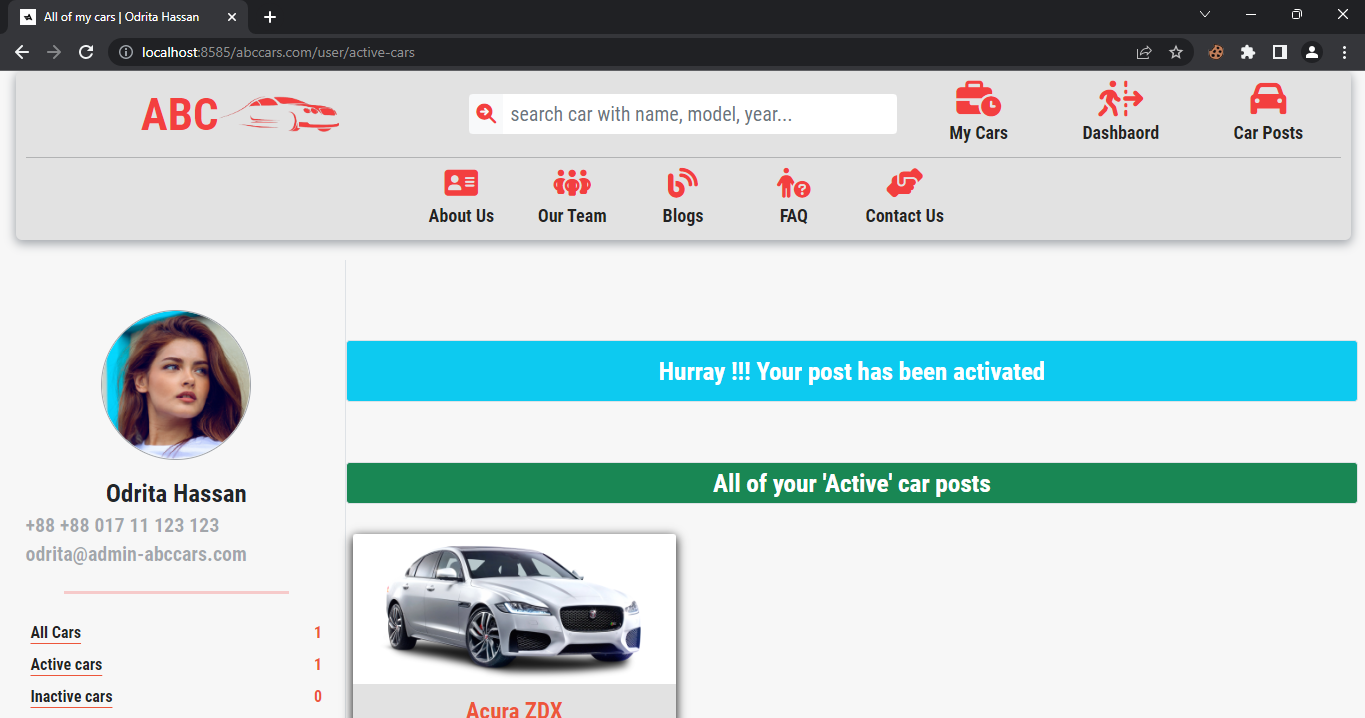 All of my cars | Odrita Hassan
localhost:8585/abccars.com/user/active-cars
ABC
search car with name, model, year...
My Cars
Dashbaord
Car Posts
About Us
Our Team
Blogs
FAQ
Contact Us
Odrita Hassan
+88 +88 017 11 123 123
odrita@admin-abccars.com
All Cars 1
Active cars 1
Inactive cars 0
Hurray !!! Your post has been activated
All of your 'Active' car posts
Acura ZDX